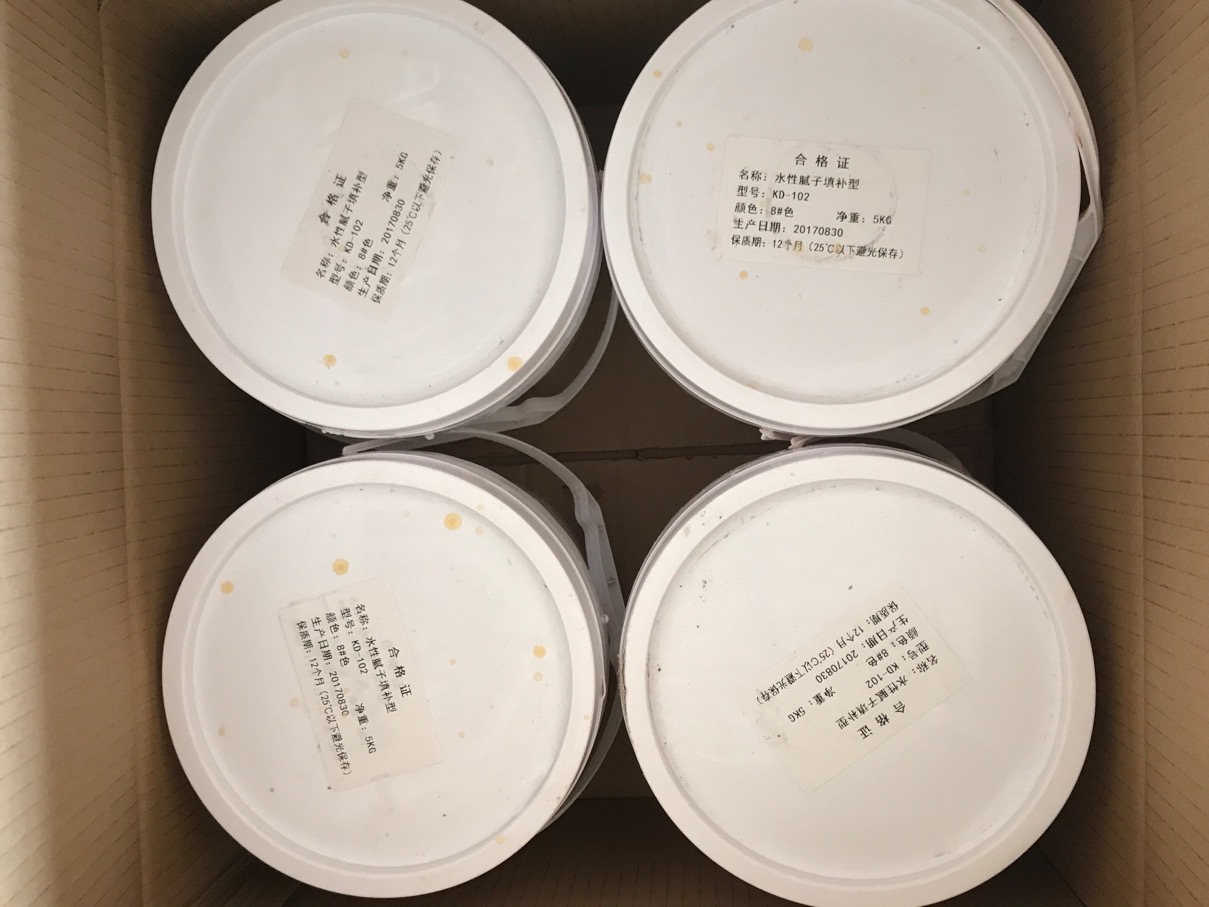 合格证
名称：水性腻子填补型
型号：KD-102
颜色：8#色 净重：5KG
生产日期：20170830
保质期：12个月（25℃以下避光保存）
合格证
名称：水性腻子填补型
型号：KD-102
颜色：8#色 净重：5KG
生产日期：20170830
保质期：12个月（25℃以下避光保存）
合格证
名称：水性腻子填补型
型号：KD-102
颜色：8#色 净重：5KG
生产日期：20170830
保质期：12个月（25℃以下避光保存）
合格证
名称：水性腻子填补型
型号：KD-102
颜色：8#色 净重：5KG
生产日期：20170830
保质期：12个月（25℃以下避光保存）